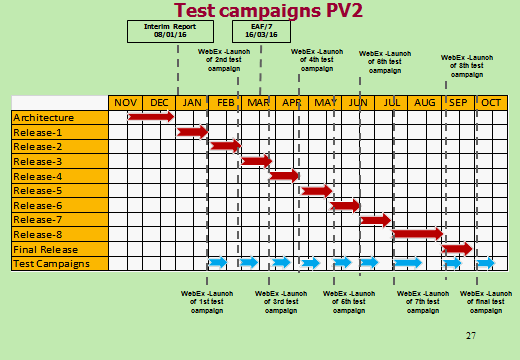 Test campaigns PV2
Interim Report
08/01/16
EAF/7
16/03/16
WebEx -Launch
of 2nd test
campaign
WebEx -Launch
of 4th test
campaign
WebEx -Launch
of 6th test
campaign
WebEx -Launch
of 8th test
campaign
NOV DEC JAN FEB MAR APR MAY JUN JUL AUG SEP OCT
Architecture
Release-1
Release-2
Release-3
Release-4
Release-5
Release-6
Release-7
Release-8
Final Release
Test Campaigns
WebEx -Launch
of 1st test
campaign
WebEx -Launch
of 3rd test
campaign
WebEx -Launch
of 5th test
campaign
WebEx -Launch
of 7th test
campaign
WebEx -Launch
of final test
campaign
27